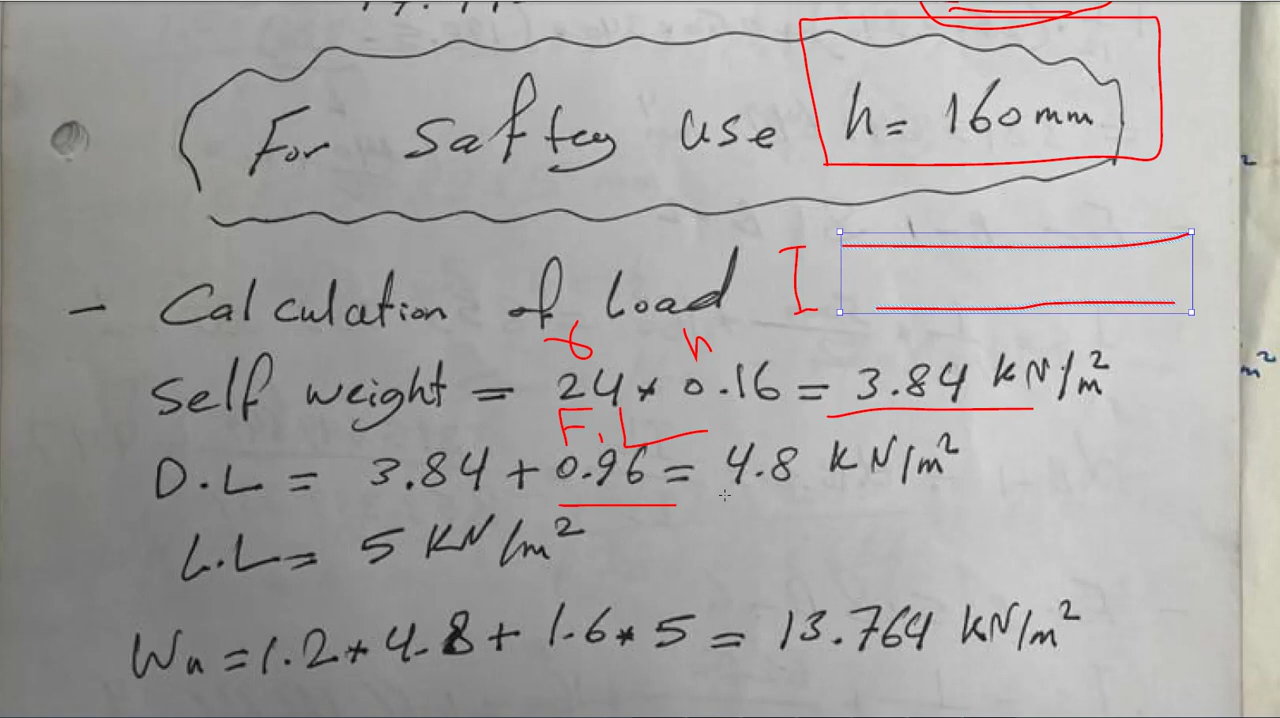 For Saftey use h= 160mm
- Calculation of Load
γ h
Self weight = 24 * 0.16 = 3.84 KN/m²
F.L
D.L = 3.84 + 0.96 = 4.8 KN/m²
L.L = 5 KN/m²
Wu = 1.2 * 4.8 + 1.6 * 5 = 13.764 KN/m²
m²